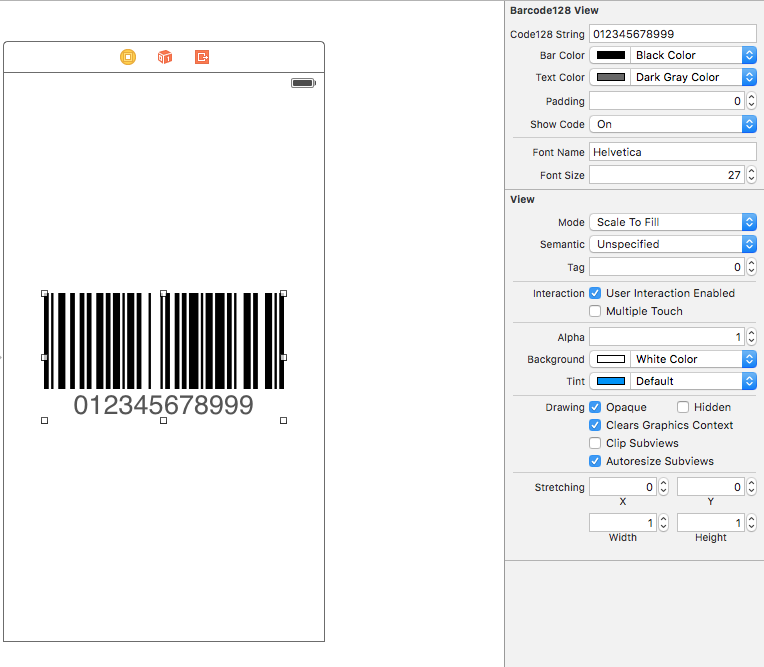 012345678999
Barcode128 View
Code128 String 012345678999
Bar Color Black Color
Text Color Dark Gray Color
Padding 0
Show Code On
Font Name Helvetica
Font Size 27
View
Mode Scale To Fill
Semantic Unspecified
Tag 0
Interaction User Interaction Enabled
Multiple Touch
Alpha 1
Background White Color
Tint Default
Drawing Opaque Hidden
Clears Graphics Context
Clip Subviews
Autoresize Subviews
Stretching 0 0
X Y
1 1
Width Height